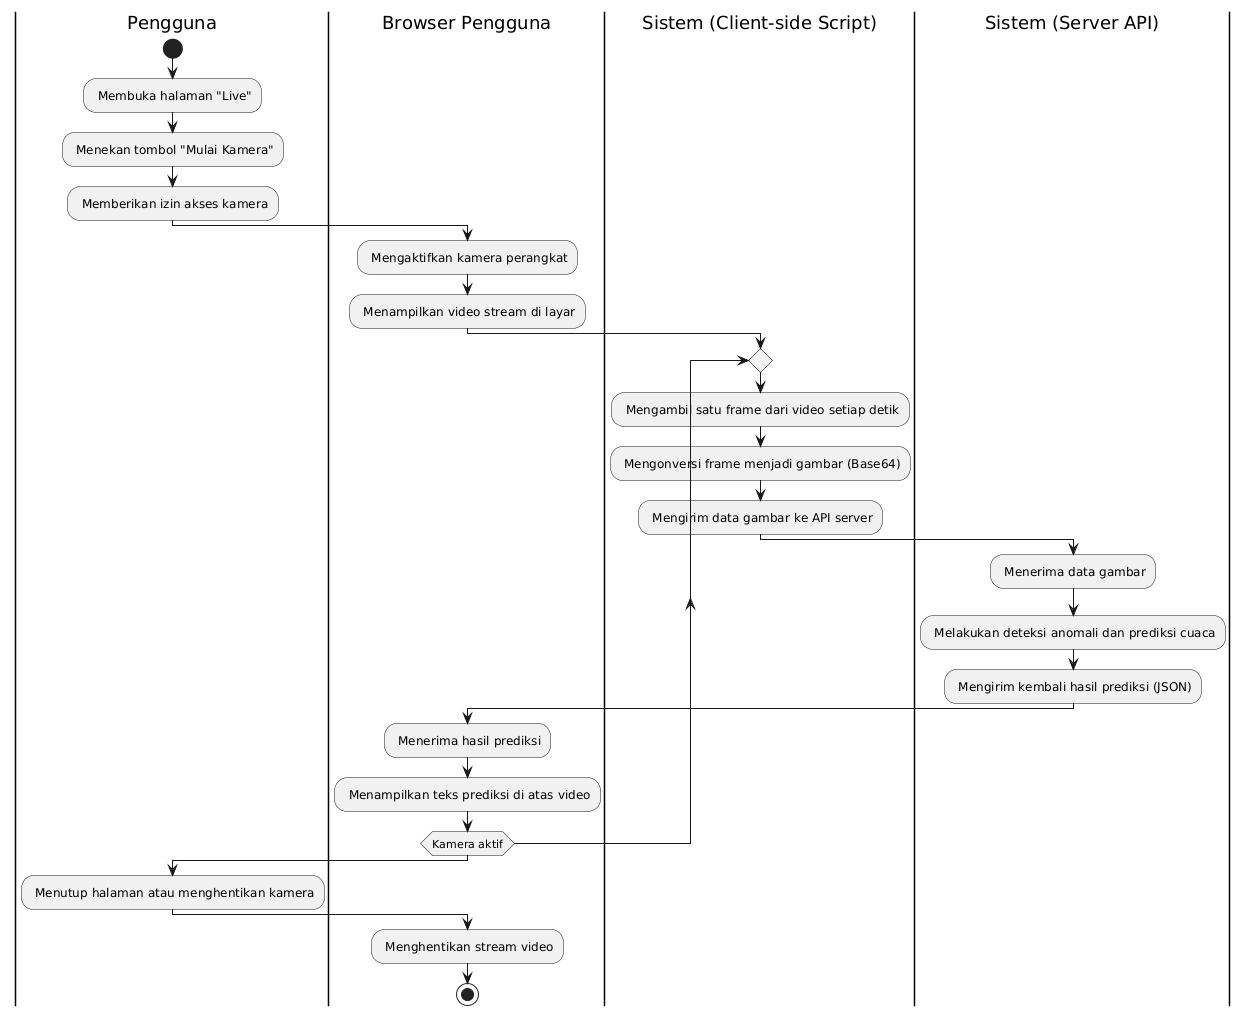 Pengguna
Browser Pengguna
Sistem (Client-side Script)
Sistem (Server API)
Membuka halaman "Live"
Menekan tombol "Mulai Kamera"
Memberikan izin akses kamera
Mengaktifkan kamera perangkat
Menampilkan video stream di layar
Mengambil satu frame dari video setiap detik
Mengonversi frame menjadi gambar (Base64)
Mengirim data gambar ke API server
Menerima data gambar
Melakukan deteksi anomali dan prediksi cuaca
Mengirim kembali hasil prediksi (JSON)
Menerima hasil prediksi
Menampilkan teks prediksi di atas video
Kamera aktif
Menutup halaman atau menghentikan kamera
Menghentikan stream video